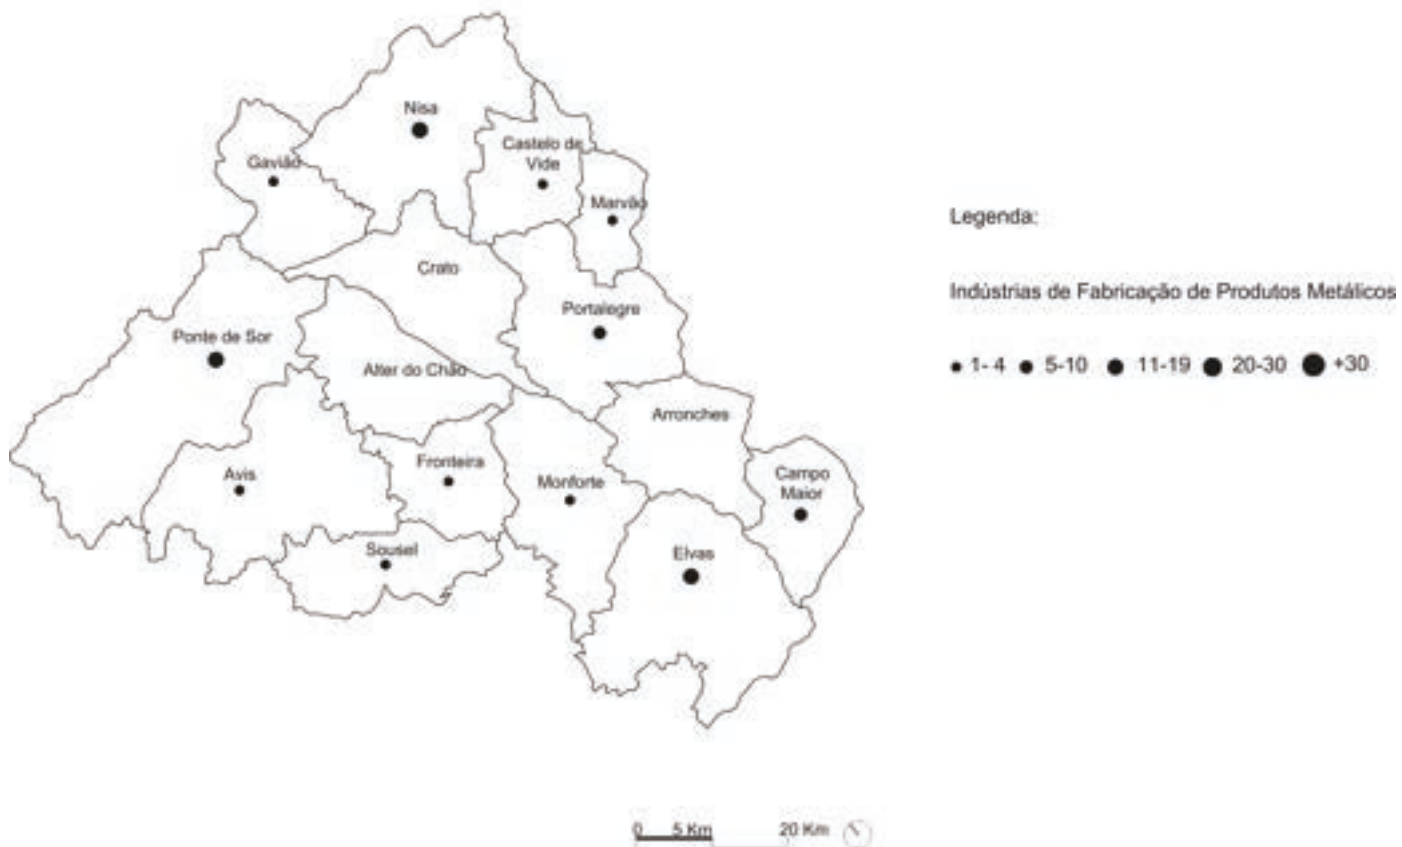 Nisa
Castelo de
Vide
Gavião
Marvão
Crato
Portalegre
Ponte de Sor
Alter do Chão
Arronches
Fronteira
Avis
Monforte
Campo
Maior
Sousel
Elvas
Legenda:
Indústrias de Fabricação de Produtos Metálicos
1- 4 5-10 11-19 20-30 +30
0 5 Km 20 Km